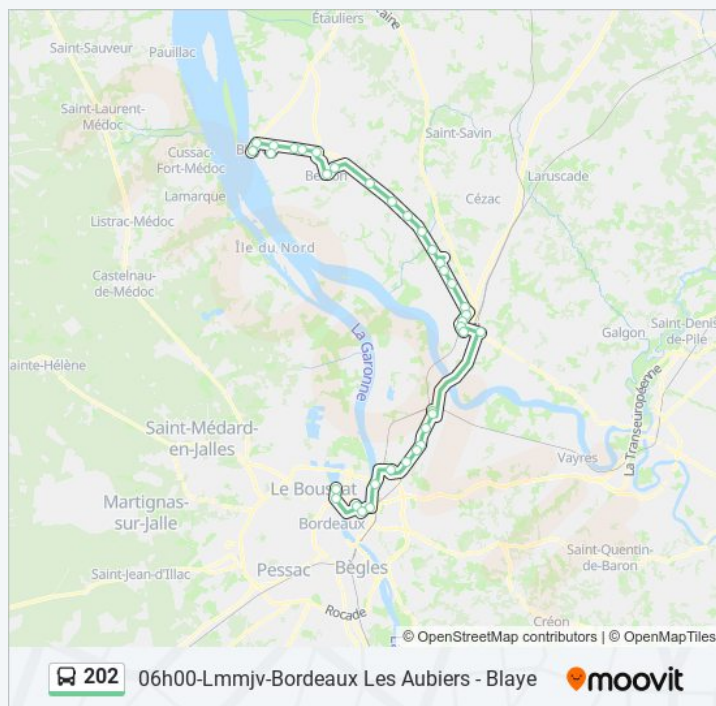 Étauliers
Saint-Sauveur
Pauillac
Saint-Laurent-
Médoc
Saint-Savin
Cussac-
Fort-Médoc
Laruscade
Lamarque
Cézac
Listrac-Médoc
Île du Nord
Castelnau-
de-Médoc
La Garonne
Galgon
Saint-Denis
de-Pile
ainte-Hélène
La Transeuropéenne
Saint-Médard
en-Jalles
Vayres
Le Bouscat
Martignas-
sur-Jalle
Bordeaux
Saint-Quentin-
de-Baron
Saint-Jean-d'Illac
Pessac
Bègles
Rocade
Créon
© OpenStreetMap contributors | © OpenMapTiles
202 06h00-Lmmjv-Bordeaux Les Aubiers - Blaye
moovit